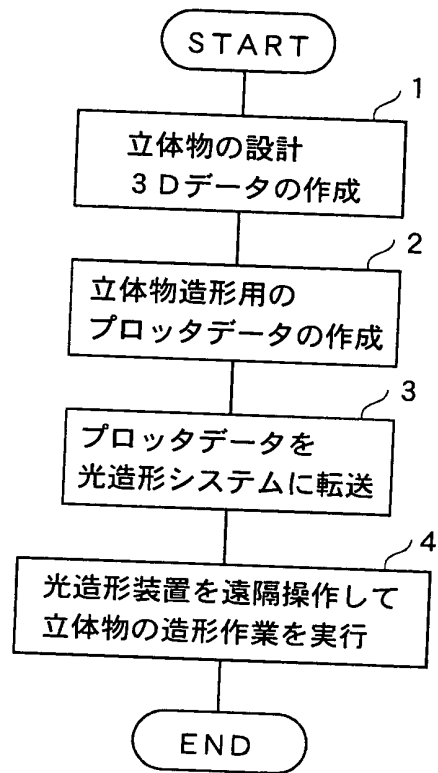 START
1
立体物の設計
3Dデータの作成
2
立体物造形用の
プロッタデータの作成
3
プロッタデータを
光造形システムに転送
4
光造形装置を遠隔操作して
立体物の造形作業を実行
END